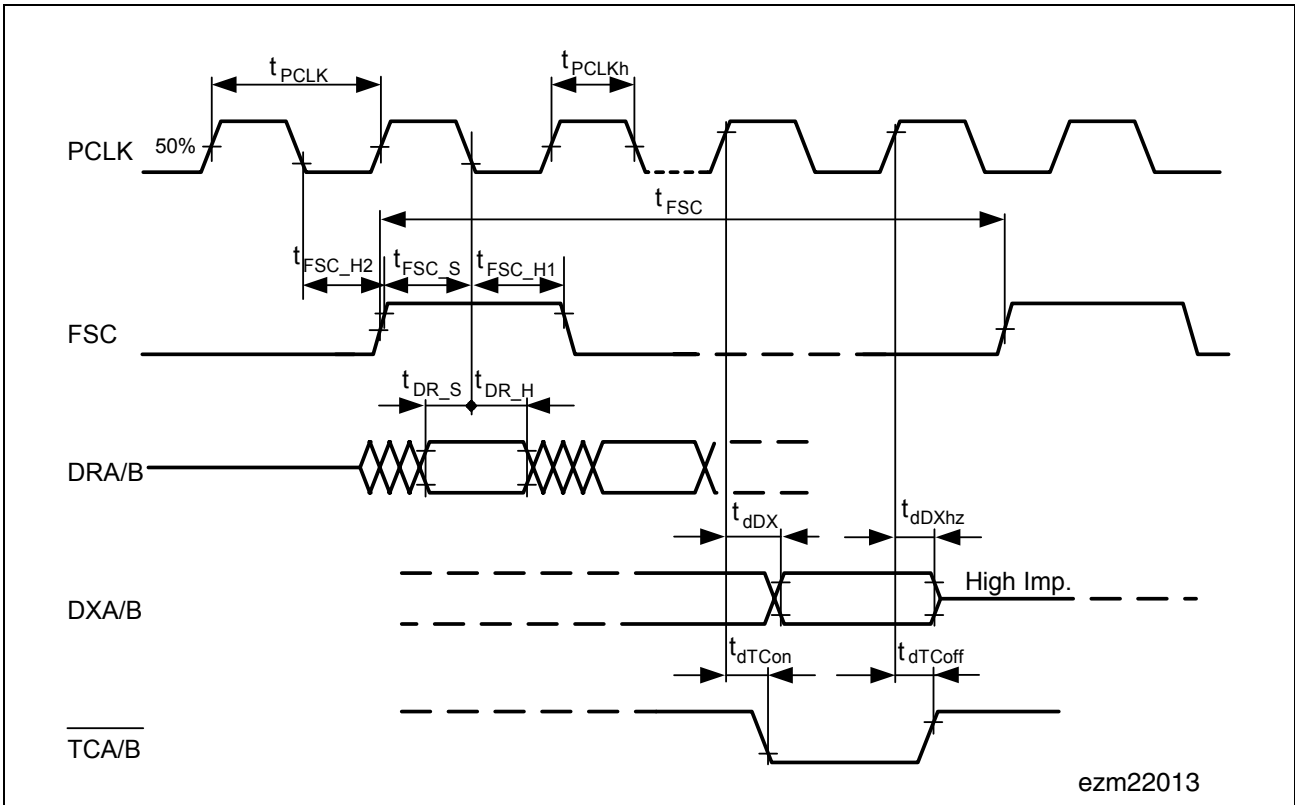 t PCLK
t PCLKh
PCLK 50%
t FSC
t FSC_H2 t FSC_S t FSC_H1
FSC
t DR_S t DR_H
DRA/B
t dDX t dDXhz
High Imp.
DXA/B
t dTCon t dTCoff
TCA/B
ezm22013